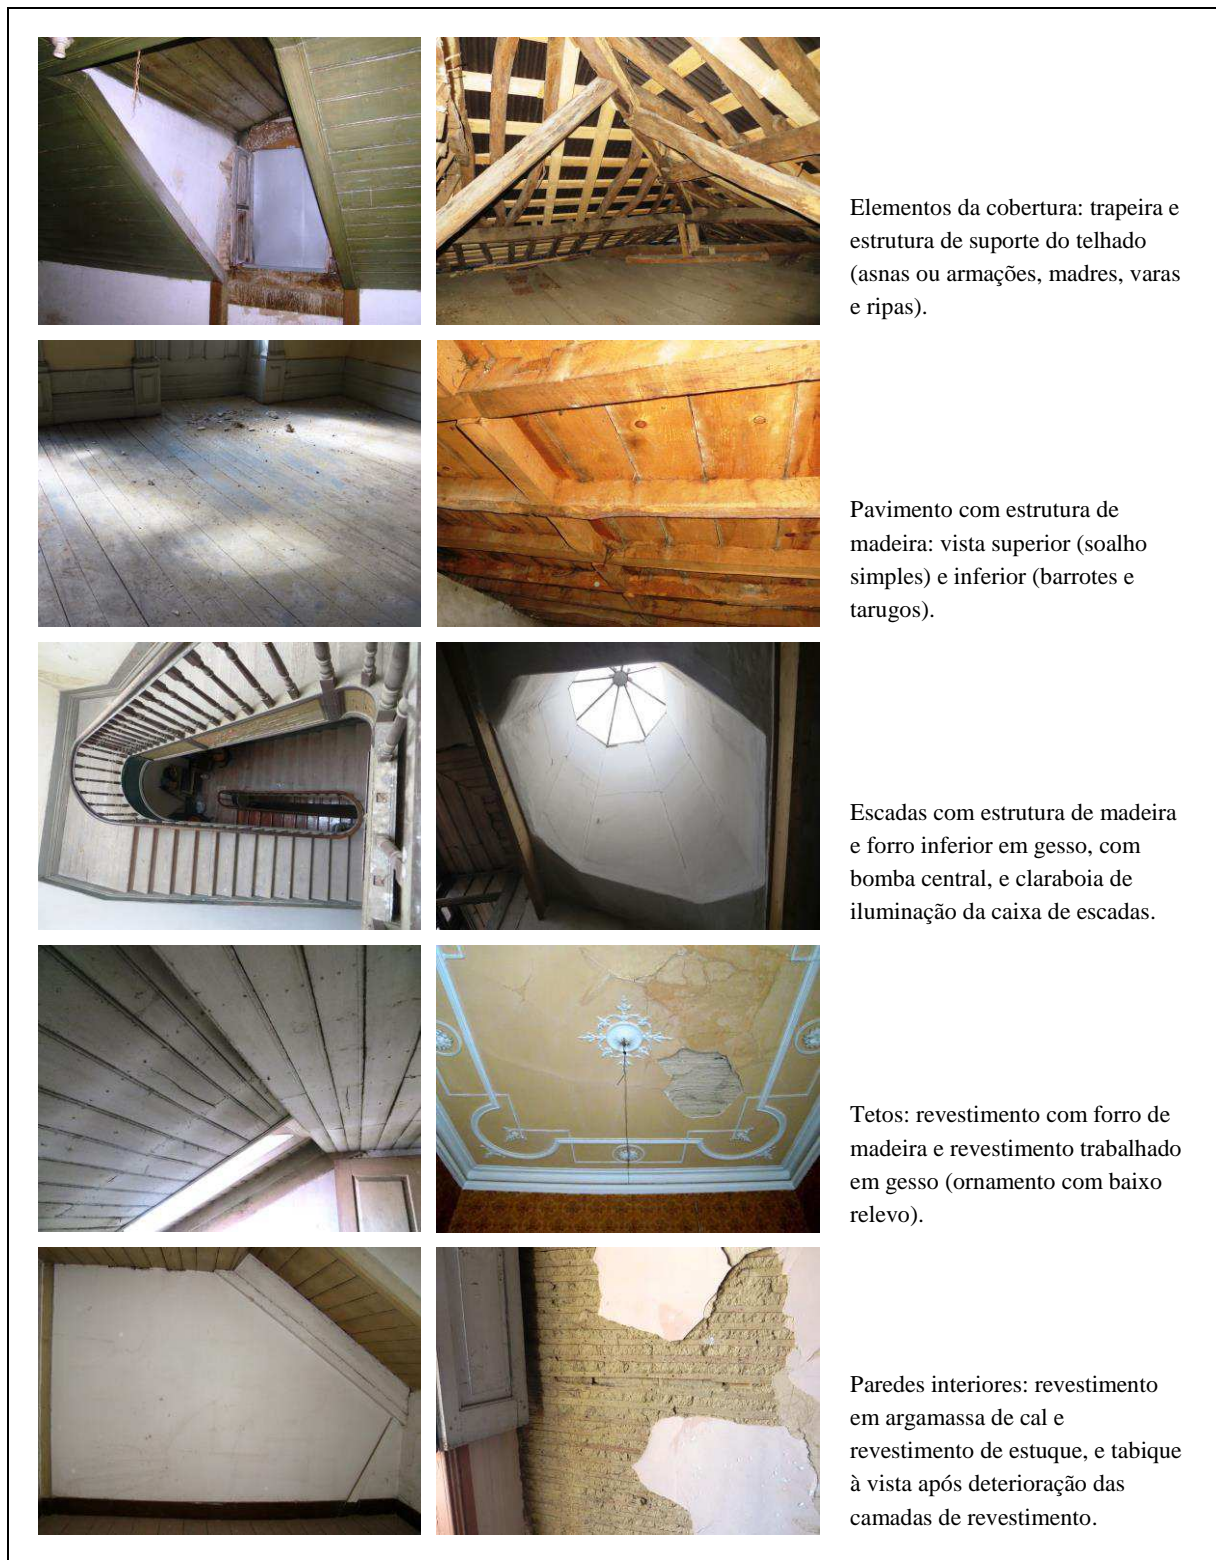 Elementos da cobertura: trapeira e
estrutura de suporte do telhado
(asnas ou armações, madres, varas
e ripas).
Pavimento com estrutura de
madeira: vista superior (soalho
simples) e inferior (barrotes e
tarugos).
Escadas com estrutura de madeira
e forro inferior em gesso, com
bomba central, e claraboia de
iluminação da caixa de escadas.
Tetos: revestimento com forro de
madeira e revestimento trabalhado
em gesso (ornamento com baixo
relevo).
Paredes interiores: revestimento
em argamassa de cal e
revestimento de estuque, e tabique
à vista após deterioração das
camadas de revestimento.